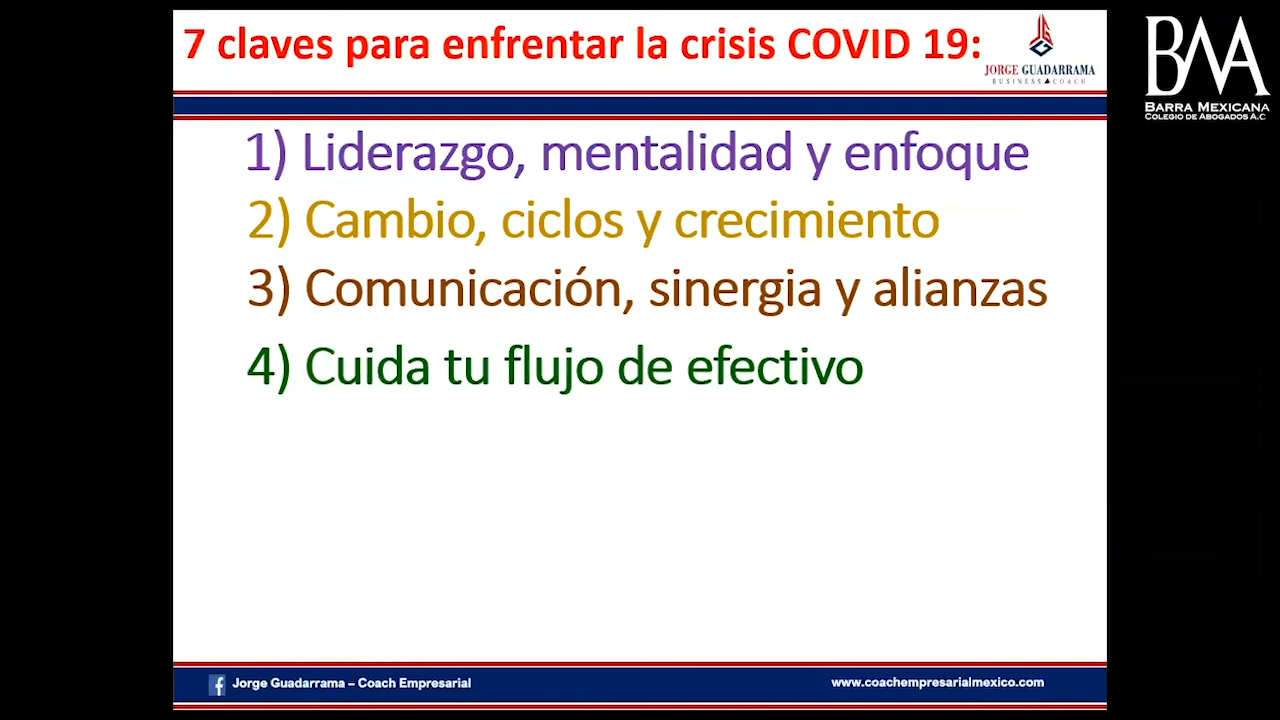 7 claves para enfrentar la crisis COVID 19:
JORGE GUADARRAMA
BUSINESS COACH
BMA
BARRA MEXICANA
COLEGIO DE ABOGADOS A.C
1) Liderazgo, mentalidad y enfoque
2) Cambio, ciclos y crecimiento
3) Comunicación, sinergia y alianzas
4) Cuida tu flujo de efectivo
f Jorge Guadarrama – Coach Empresarial
www.coachempresarialmexico.com